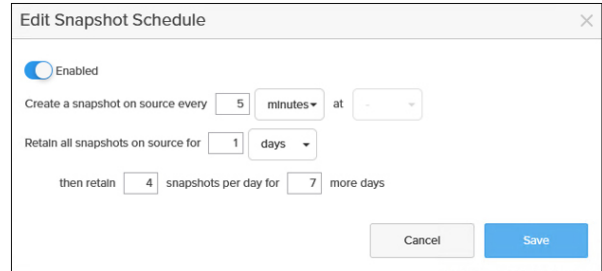 Edit Snapshot Schedule
Enabled
Create a snapshot on source every 5 minutes at -
Retain all snapshots on source for 1 days
then retain 4 snapshots per day for 7 more days
Cancel Save